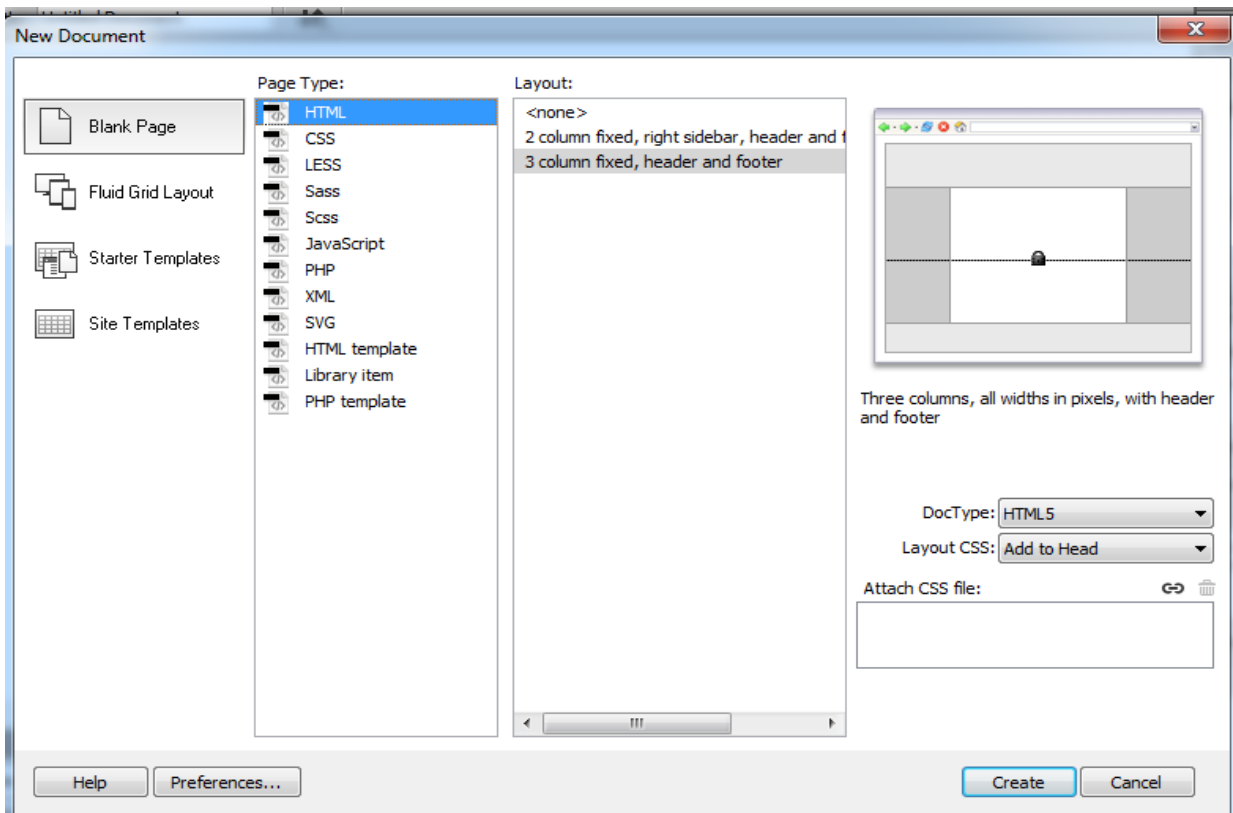 New Document
Page Type:
Layout:
Blank Page
Fluid Grid Layout
Starter Templates
Site Templates
HTML
CSS
LESS
Sass
Scss
JavaScript
PHP
XML
SVG
HTML template
Library item
PHP template
<none>
2 column fixed, right sidebar, header and f
3 column fixed, header and footer
Three columns, all widths in pixels, with header
and footer
DocType: HTML5
Layout CSS: Add to Head
Attach CSS file:
Help
Preferences...
Create
Cancel